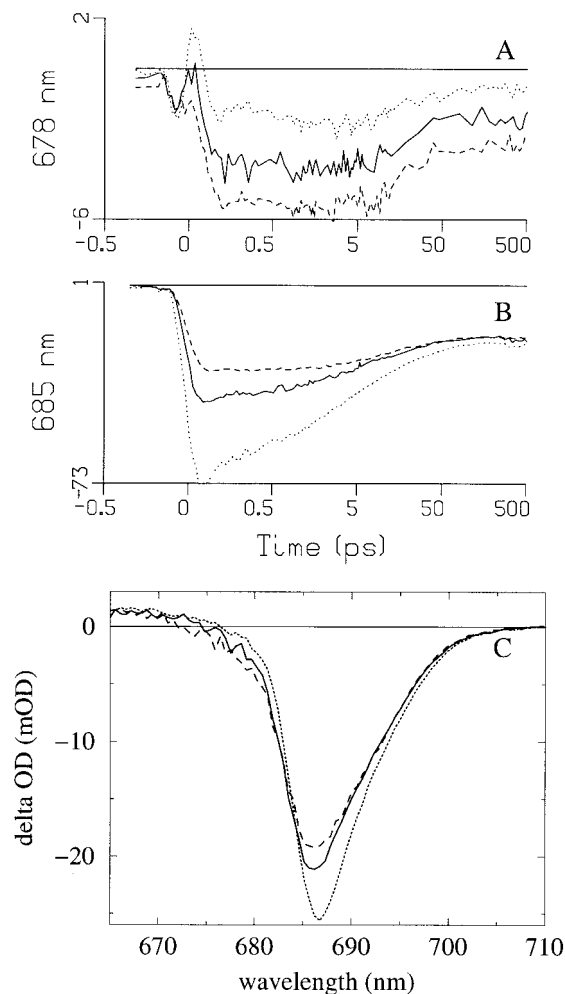 2
A
678 nm
-6
-0.5 0 0.5 5 50 500
1
B
685 nm
-73
-0.5 0 0.5 5 50 500
Time (ps)
0
C
delta OD (mOD)
-10
-20
670 680 690 700 710
wavelength (nm)